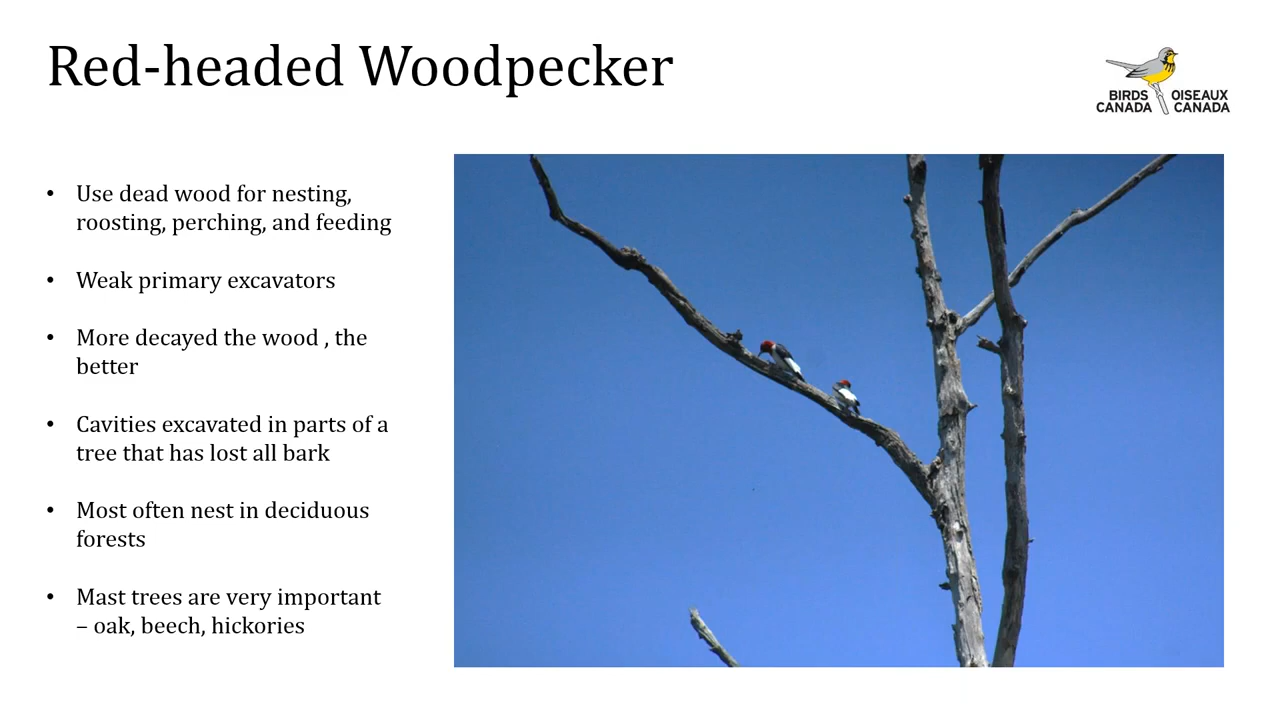 Red-headed Woodpecker
BIRDS CANADA
OISEAUX CANADA
• Use dead wood for nesting,
roosting, perching, and feeding
• Weak primary excavators
• More decayed the wood , the
better
• Cavities excavated in parts of a
tree that has lost all bark
• Most often nest in deciduous
forests
• Mast trees are very important
– oak, beech, hickories